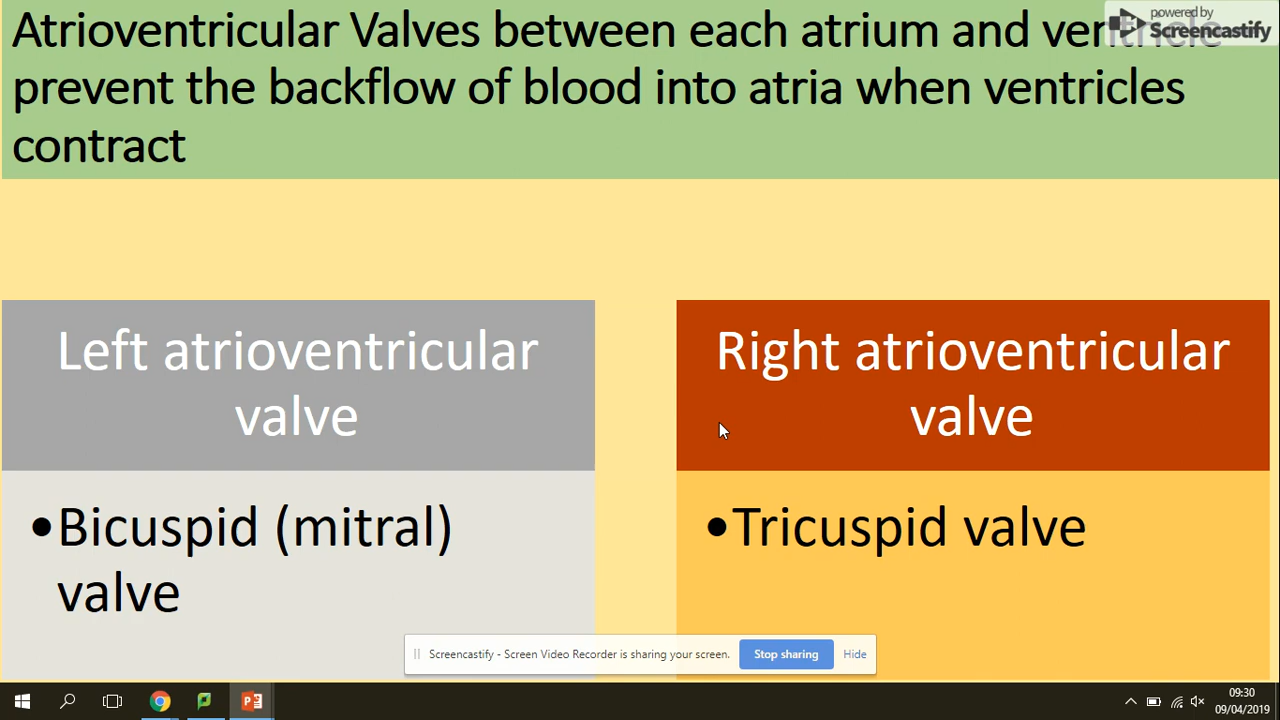 Atrioventricular Valves between each atrium and ventricle
prevent the backflow of blood into atria when ventricles
contract
powered by
Screencastify
Left atrioventricular
valve
•Bicuspid (mitral)
valve
Right atrioventricular
valve
•Tricuspid valve
Screencastify - Screen Video Recorder is sharing your screen.
Stop sharing
Hide
09:30
09/04/2019